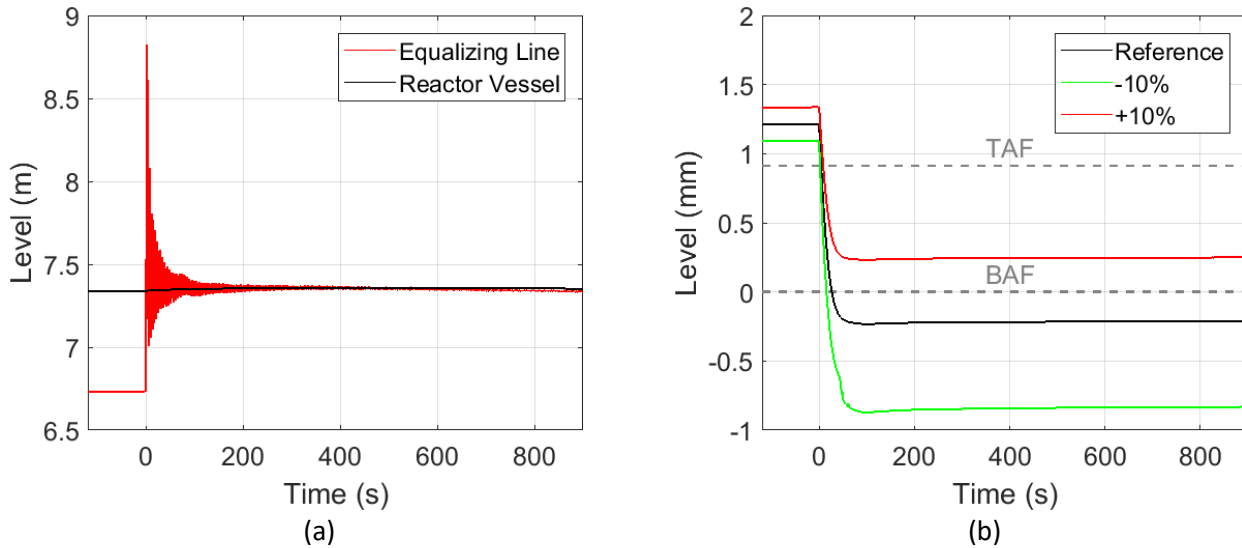 9
8.5
8
7.5
7
6.5
Level (m)
Equalizing Line
Reactor Vessel
0
200
400
600
800
Time (s)
(a)
2
1.5
1
0.5
0
-0.5
-1
Level (mm)
Reference
-10%
+10%
TAF
BAF
0
200
400
600
800
Time (s)
(b)